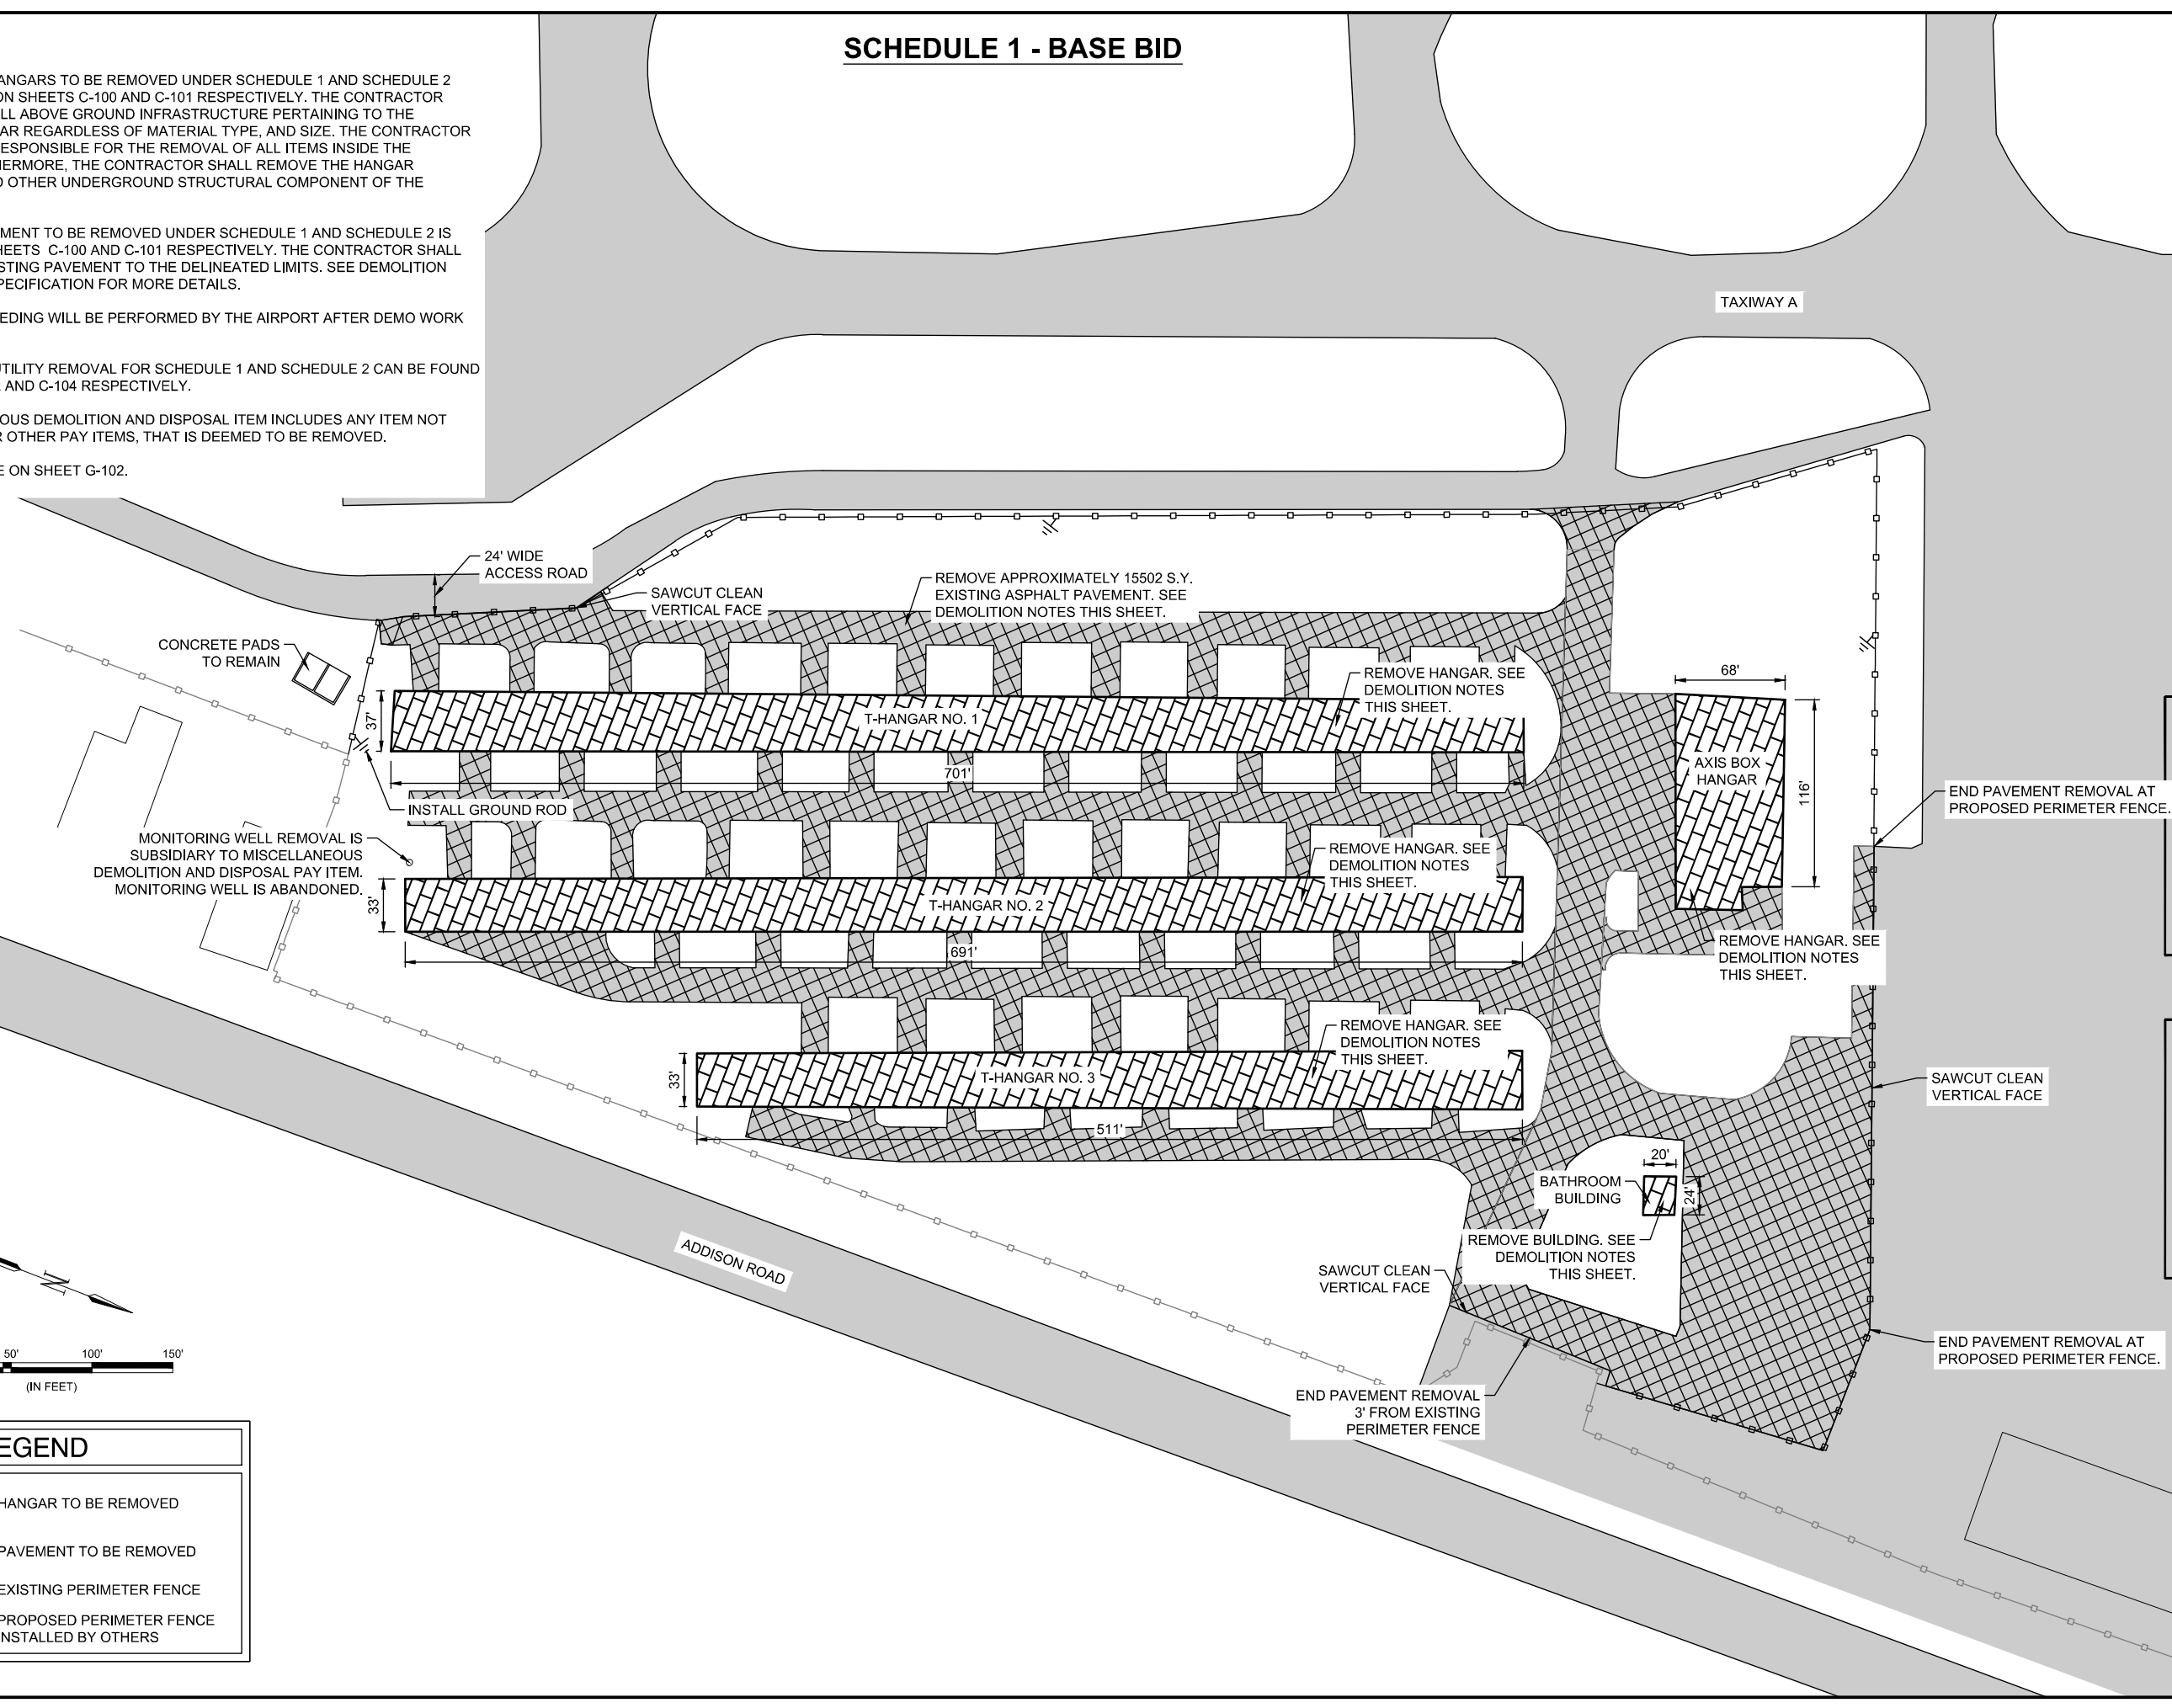 SCHEDULE 1 - BASE BID
ANGARS TO BE REMOVED UNDER SCHEDULE 1 AND SCHEDULE 2
ON SHEETS C-100 AND C-101 RESPECTIVELY. THE CONTRACTOR
LL ABOVE GROUND INFRASTRUCTURE PERTAINING TO THE
AR REGARDLESS OF MATERIAL TYPE, AND SIZE. THE CONTRACTOR
ESPONSIBLE FOR THE REMOVAL OF ALL ITEMS INSIDE THE
HERMORE, THE CONTRACTOR SHALL REMOVE THE HANGAR
D OTHER UNDERGROUND STRUCTURAL COMPONENT OF THE
EMENT TO BE REMOVED UNDER SCHEDULE 1 AND SCHEDULE 2 IS
HEETS C-100 AND C-101 RESPECTIVELY. THE CONTRACTOR SHALL
STING PAVEMENT TO THE DELINEATED LIMITS. SEE DEMOLITION
PECIFICATION FOR MORE DETAILS.
EDING WILL BE PERFORMED BY THE AIRPORT AFTER DEMO WORK
UTILITY REMOVAL FOR SCHEDULE 1 AND SCHEDULE 2 CAN BE FOUND
AND C-104 RESPECTIVELY.
OUS DEMOLITION AND DISPOSAL ITEM INCLUDES ANY ITEM NOT
R OTHER PAY ITEMS, THAT IS DEEMED TO BE REMOVED.
E ON SHEET G-102.
TAXIWAY A
24' WIDE
ACCESS ROAD
SAWCUT CLEAN
VERTICAL FACE
REMOVE APPROXIMATELY 15502 S.Y.
EXISTING ASPHALT PAVEMENT. SEE
DEMOLITION NOTES THIS SHEET.
CONCRETE PADS
TO REMAIN
REMOVE HANGAR. SEE
DEMOLITION NOTES
THIS SHEET.
68'
37'
T-HANGAR NO. 1
AXIS BOX
HANGAR
116'
701'
INSTALL GROUND ROD
END PAVEMENT REMOVAL AT
PROPOSED PERIMETER FENCE.
MONITORING WELL REMOVAL IS
SUBSIDIARY TO MISCELLANEOUS
DEMOLITION AND DISPOSAL PAY ITEM.
MONITORING WELL IS ABANDONED.
REMOVE HANGAR. SEE
DEMOLITION NOTES
THIS SHEET.
33'
T-HANGAR NO. 2
691'
REMOVE HANGAR. SEE
DEMOLITION NOTES
THIS SHEET.
REMOVE HANGAR. SEE
DEMOLITION NOTES
THIS SHEET.
33'
T-HANGAR NO. 3
511'
SAWCUT CLEAN
VERTICAL FACE
20'
BATHROOM
BUILDING
24'
REMOVE BUILDING. SEE
DEMOLITION NOTES
THIS SHEET.
ADDISON ROAD
SAWCUT CLEAN
VERTICAL FACE
END PAVEMENT REMOVAL AT
PROPOSED PERIMETER FENCE.
END PAVEMENT REMOVAL
3' FROM EXISTING
PERIMETER FENCE
N
50' 100' 150'
(IN FEET)
EGEND
HANGAR TO BE REMOVED
PAVEMENT TO BE REMOVED
EXISTING PERIMETER FENCE
PROPOSED PERIMETER FENCE
INSTALLED BY OTHERS